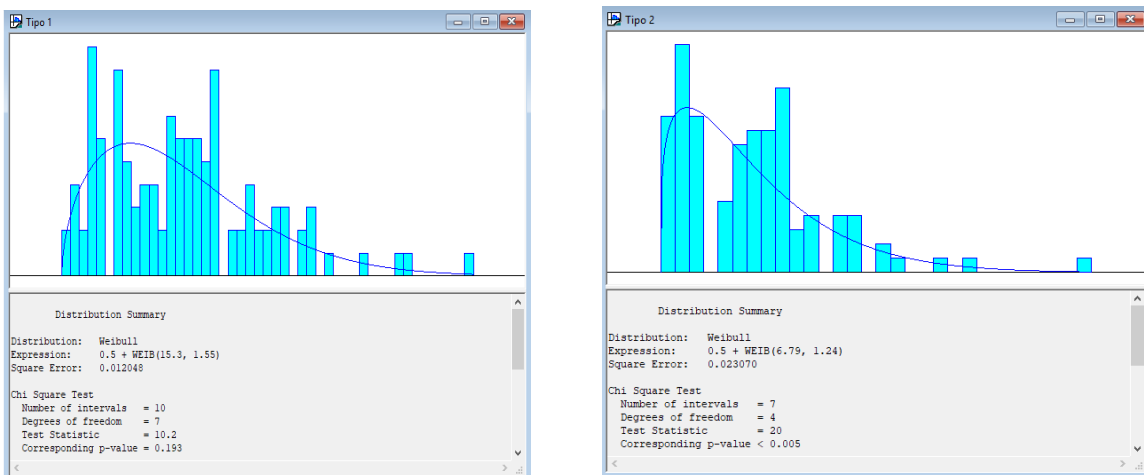 Tipo 1
Distribution Summary
Distribution: Weibull
Expression: 0.5 + WEIB(15.3, 1.55)
Square Error: 0.012048
Chi Square Test
Number of intervals = 10
Degrees of freedom = 7
Test Statistic = 10.2
Corresponding p-value = 0.193
Tipo 2
Distribution Summary
Distribution: Weibull
Expression: 0.5 + WEIB(6.79, 1.24)
Square Error: 0.023070
Chi Square Test
Number of intervals = 7
Degrees of freedom = 4
Test Statistic = 20
Corresponding p-value < 0.005